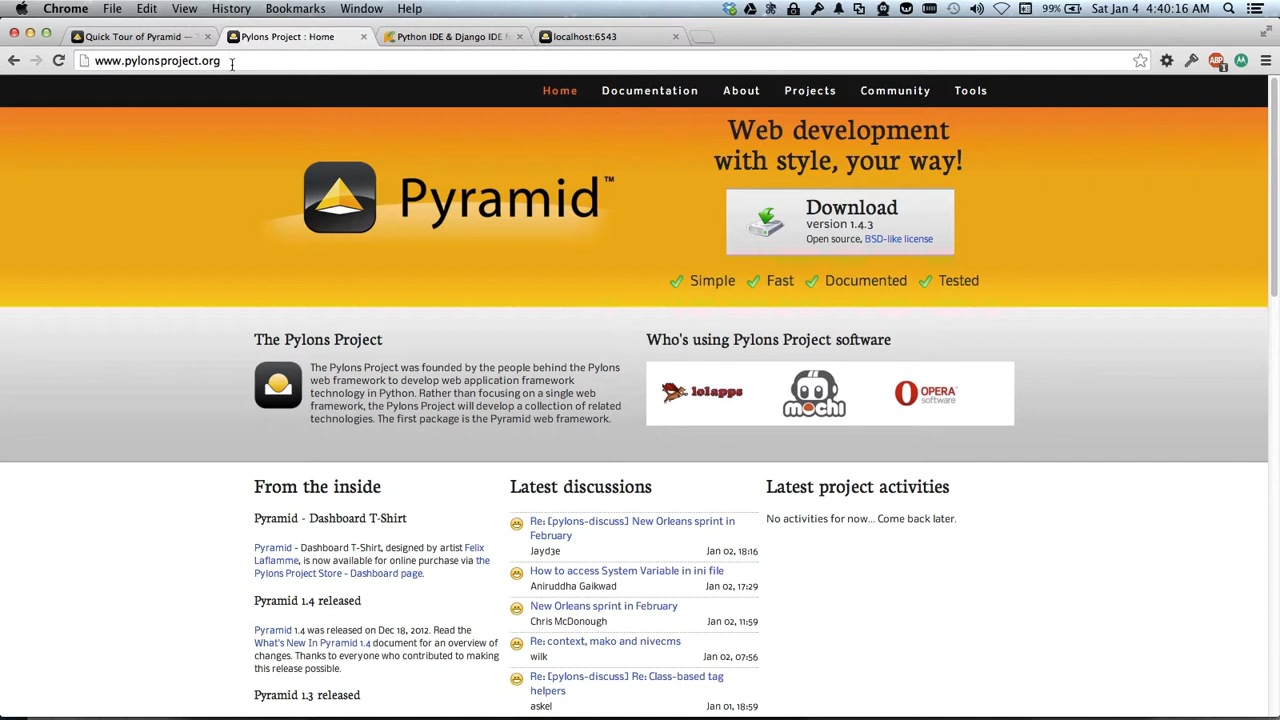 Chrome File Edit View History Bookmarks Window Help 99% Sat Jan 4 4:40:16 AM
Quick Tour of Pyramid — Pylons Project : Home Python IDE & Django IDE fo localhost:6543
www.pylonsproject.org
ABP
1
Home Documentation About Projects Community Tools
Pyramid™
Web development
with style, your way!
Download
version 1.4.3
Open source, BSD-like license
Simple Fast Documented Tested
The Pylons Project
The Pylons Project was founded by the people behind the Pylons
web framework to develop web application framework
technology in Python. Rather than focusing on a single web
framework, the Pylons Project will develop a collection of related
technologies. The first package is the Pyramid web framework.
Who's using Pylons Project software
lolapps
mochi
OPERA
software
From the inside
Pyramid - Dashboard T-Shirt
Pyramid - Dashboard T-Shirt, designed by artist Felix
Laflamme, is now available for online purchase via the
Pylons Project Store - Dashboard page.
Pyramid 1.4 released
Pyramid 1.4 was released on Dec 18, 2012. Read the
What's New In Pyramid 1.4 document for an overview of
changes. Thanks to everyone who contributed to making
this release possible.
Pyramid 1.3 released
Latest discussions
Re: [pylons-discuss] New Orleans sprint in
February
Jayd3e Jan 02, 18:16
How to access System Variable in ini file
Aniruddha Gaikwad Jan 02, 17:29
New Orleans sprint in February
Chris McDonough Jan 02, 11:59
Re: context, mako and nivecms
wilk Jan 02, 07:56
Re: [pylons-discuss] Re: Class-based tag
helpers
askel Jan 01, 18:59
Latest project activities
No activities for now... Come back later.